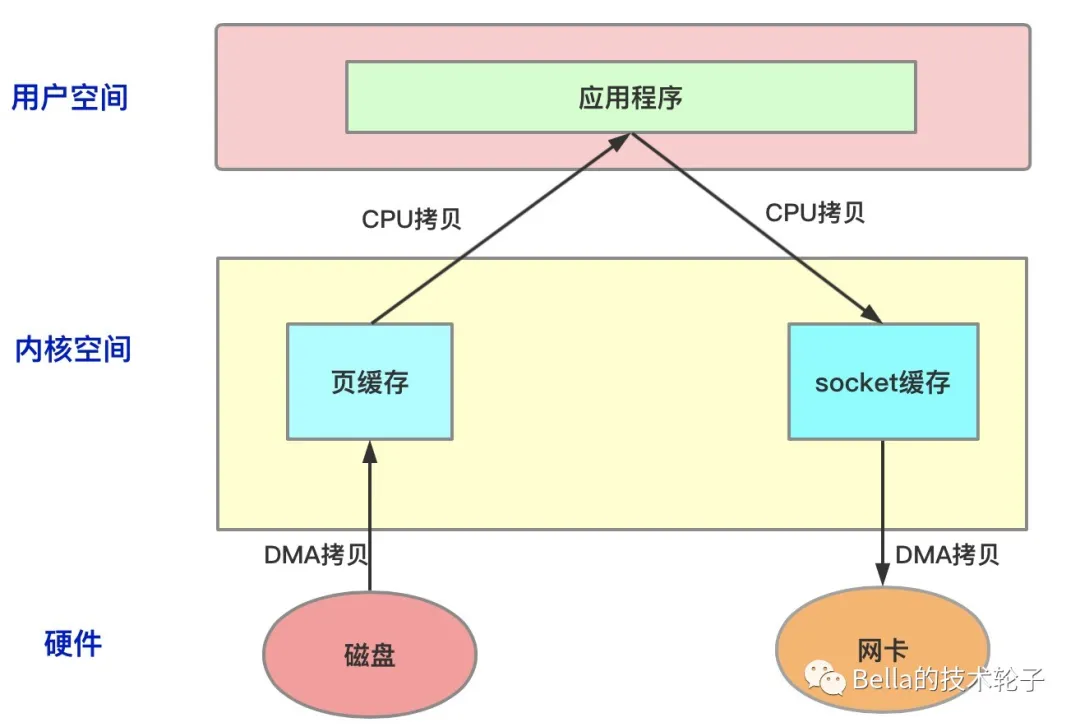 用户空间
应用程序
CPU拷贝
CPU拷贝
内核空间
页缓存
socket缓存
DMA拷贝
DMA拷贝
硬件
磁盘
网卡
Bella的技术轮子